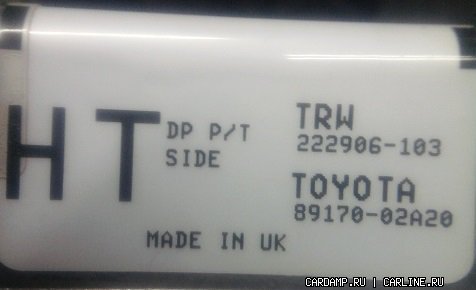 HT
DP P/T
SIDE
TRW
222906-103
TOYOTA
89170-02A20
MADE IN UK
CARDAMP.RU | CARLINE.RU